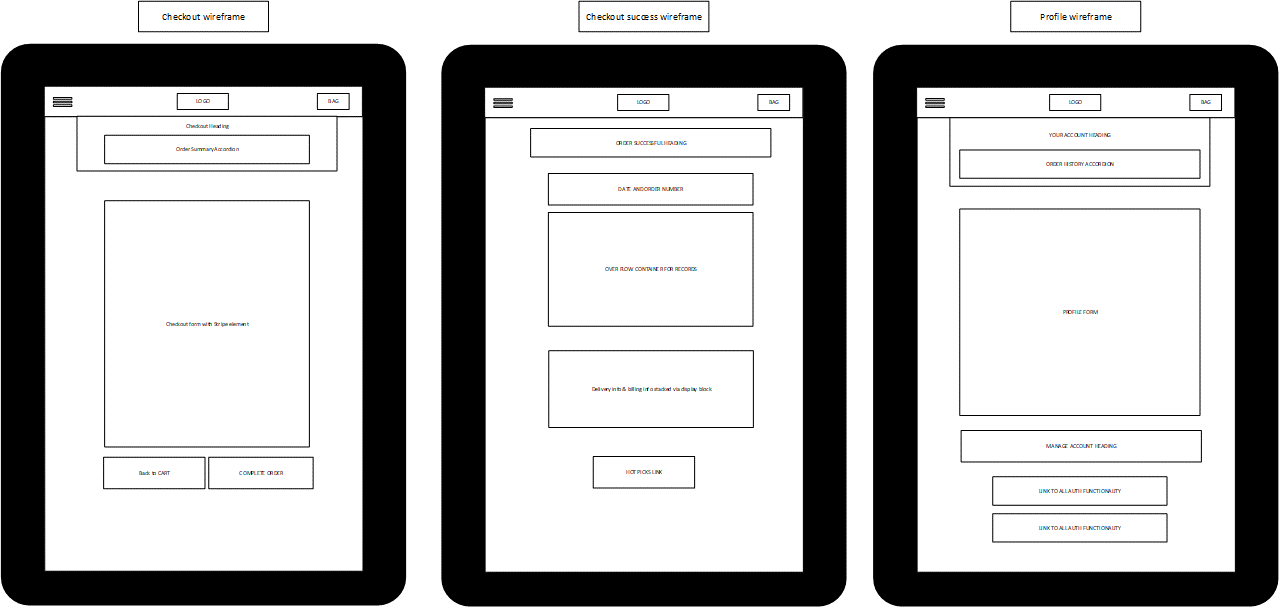 Checkout wireframe
LOGO
BAG
Checkout Heading
Order Summary Accordion
Checkout form with Stripe element
Back to CART
COMPLETE ORDER
Checkout success wireframe
LOGO
BAG
ORDER SUCCESSFUL HEADING
DATE AND ORDER NUMBER
OVERFLOW CONTAINER FOR RECORDS
Delivery info & billing info stacked via display block
HOT PICKS LINK
Profile wireframe
LOGO
BAG
YOUR ACCOUNT HEADING
ORDER HISTORY ACCORDION
PROFILE FORM
MANAGE ACCOUNT HEADING
LINK TO ALLAUTH FUNCTIONALITY
LINK TO ALLAUTH FUNCTIONALITY